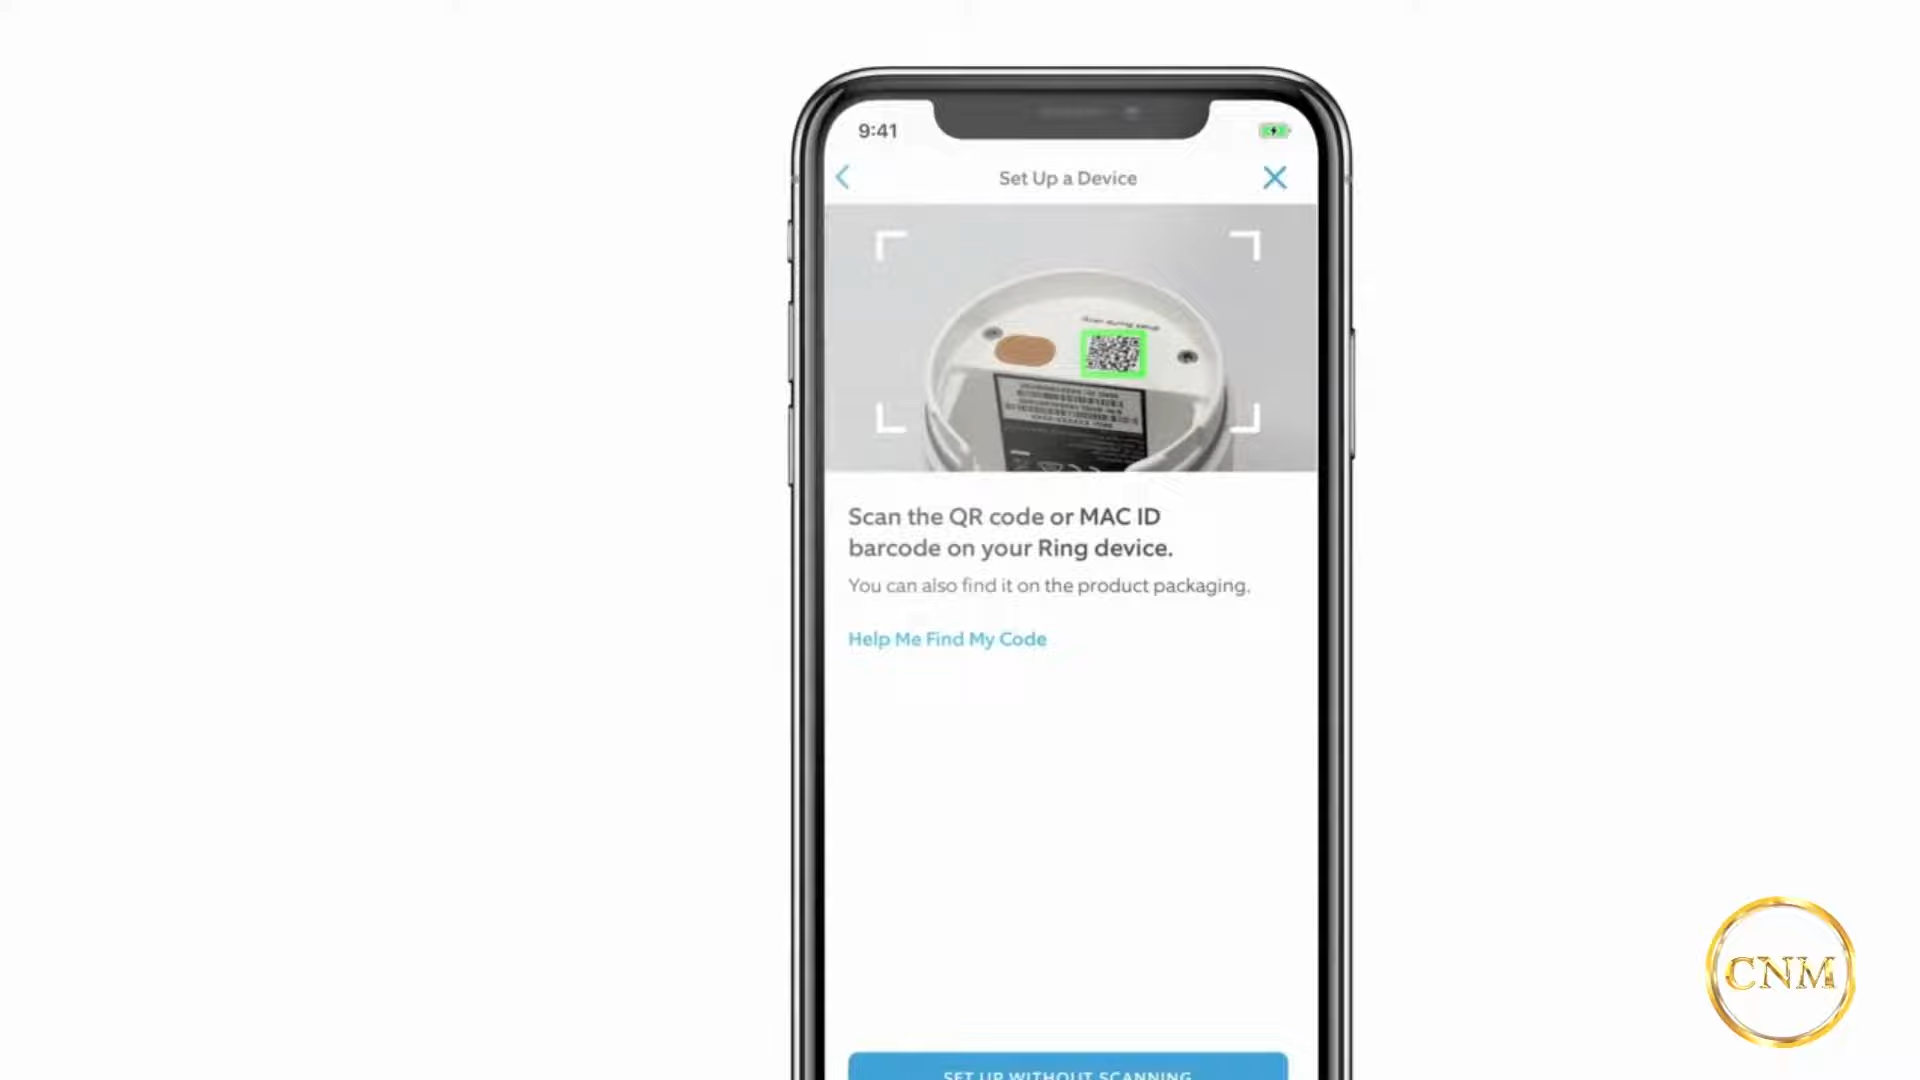 9:41
Set Up a Device
Scan the QR code or MAC ID
barcode on your Ring device.
You can also find it on the product packaging.
Help Me Find My Code
SET UP WITHOUT SCANNING
CNM